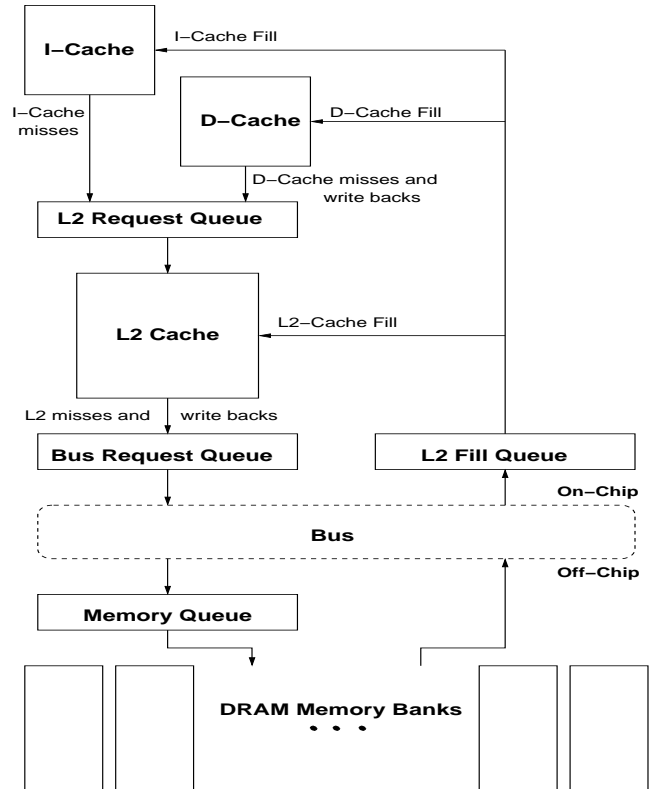 I–Cache
I–Cache Fill
I–Cache
misses
D–Cache
D–Cache Fill
D–Cache misses and
write backs
L2 Request Queue
L2 Cache
L2–Cache Fill
L2 misses and write backs
Bus Request Queue
L2 Fill Queue
On–Chip
Bus
Off–Chip
Memory Queue
DRAM Memory Banks
• • •